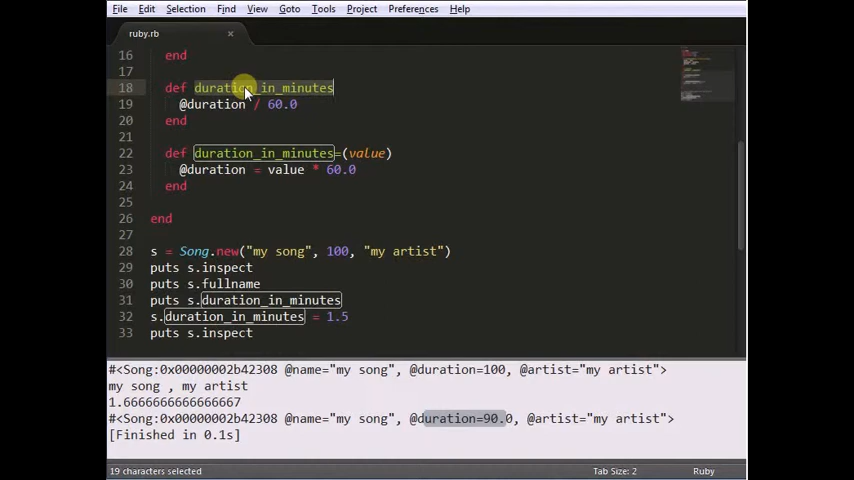 File Edit Selection Find View Goto Tools Project Preferences Help
ruby.rb ×
16 end
17
18 def duration_in_minutes
19 @duration / 60.0
20 end
21
22 def duration_in_minutes=(value)
23 @duration = value * 60.0
24 end
25
26 end
27
28 s = Song.new("my song", 100, "my artist")
29 puts s.inspect
30 puts s.fullname
31 puts s.duration_in_minutes
32 s.duration_in_minutes = 1.5
33 puts s.inspect
#<Song:0x00000002b42308 @name="my song", @duration=100, @artist="my artist">
my song , my artist
1.6666666666666667
#<Song:0x00000002b42308 @name="my song", @duration=90.0, @artist="my artist">
[Finished in 0.1s]
19 characters selected Tab Size: 2 Ruby